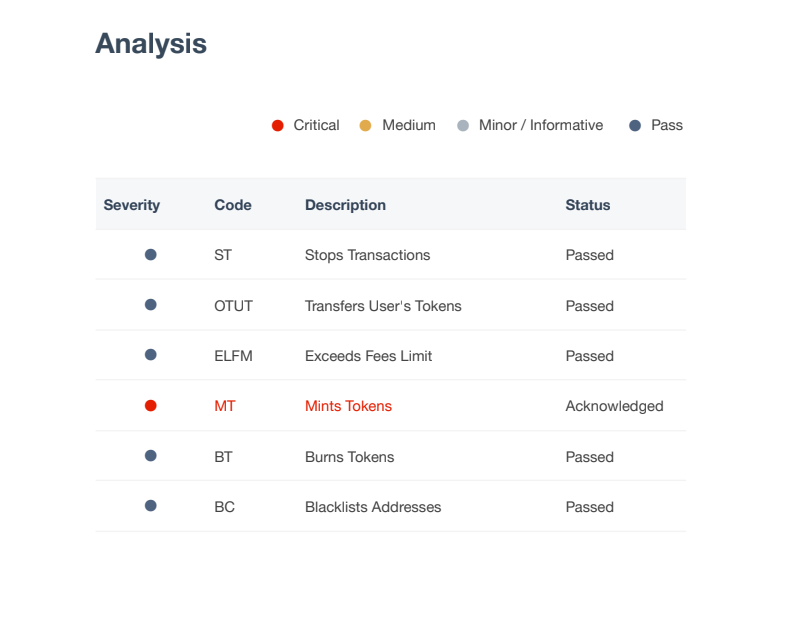 Analysis
Critical Medium Minor / Informative Pass
Severity Code Description Status
ST Stops Transactions Passed
OTUT Transfers User's Tokens Passed
ELFM Exceeds Fees Limit Passed
MT Mints Tokens Acknowledged
BT Burns Tokens Passed
BC Blacklists Addresses Passed